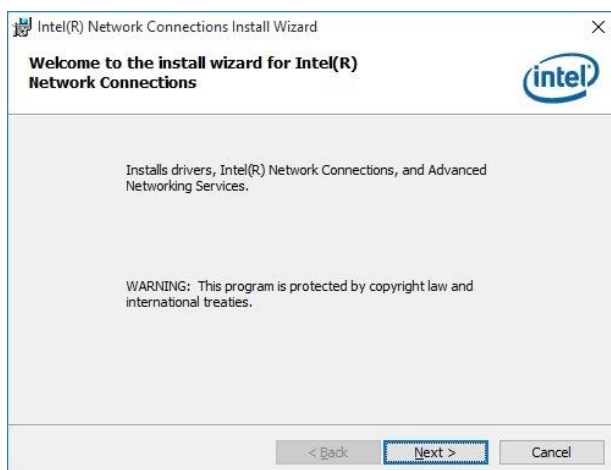 Intel(R) Network Connections Install Wizard
Welcome to the install wizard for Intel(R)
Network Connections
intel
Installs drivers, Intel(R) Network Connections, and Advanced
Networking Services.
WARNING: This program is protected by copyright law and
international treaties.
< Back Next > Cancel